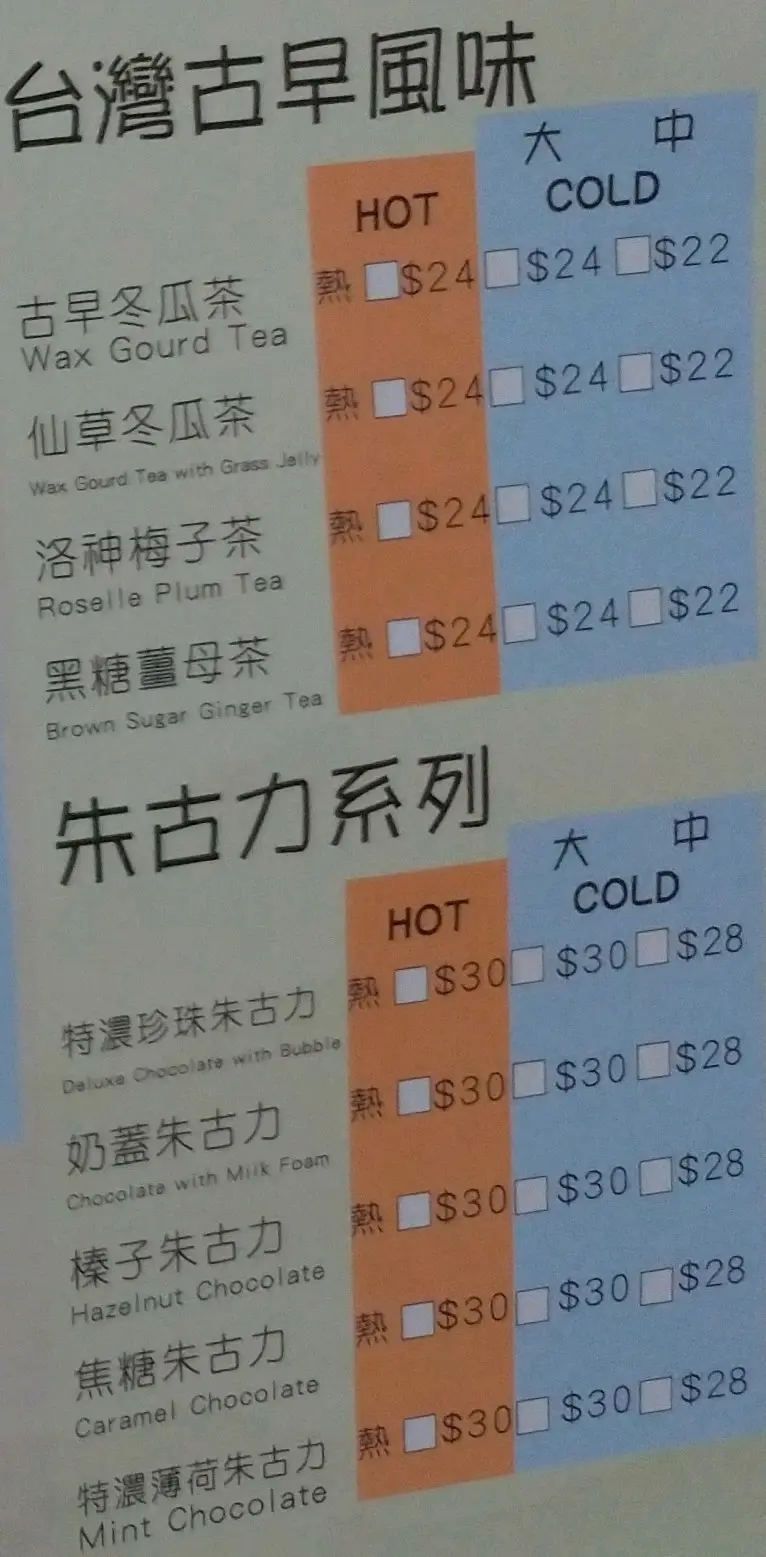 台灣古早風味
大 中
HOT COLD
古早冬瓜茶 熱 $24 $24 $22
Wax Gourd Tea
仙草冬瓜茶 熱 $24 $24 $22
Wax Gourd Tea with Grass Jelly
洛神梅子茶 熱 $24 $24 $22
Roselle Plum Tea
黑糖薑母茶 熱 $24 $24 $22
Brown Sugar Ginger Tea
朱古力系列
大 中
HOT COLD
特濃珍珠朱古力 熱 $30 $30 $28
Deluxe Chocolate with Bubble
奶蓋朱古力 熱 $30 $30 $28
Chocolate with Milk Foam
榛子朱古力 熱 $30 $30 $28
Hazelnut Chocolate
焦糖朱古力 熱 $30 $30 $28
Caramel Chocolate
特濃薄荷朱古力 熱 $30 $30 $28
Mint Chocolate